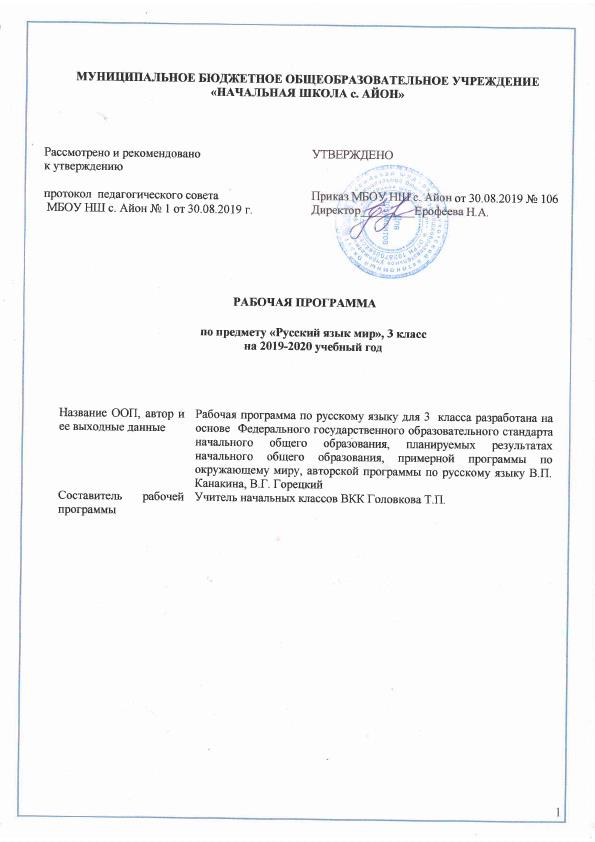 МУНИЦИПАЛЬНОЕ БЮДЖЕТНОЕ ОБЩЕОБРАЗОВАТЕЛЬНОЕ УЧРЕЖДЕНИЕ
«НАЧАЛЬНАЯ ШКОЛА с. АЙОН»
Рассмотрено и рекомендовано
к утверждению
протокол педагогического совета
МБОУ НШ с. Айон № 1 от 30.08.2019 г.
УТВЕРЖДЕНО
Приказ МБОУ НШ с. Айон от 30.08.2019 № 106
Директор________Ерофеева Н.А.
РАБОЧАЯ ПРОГРАММА
по предмету «Русский язык мир», 3 класс
на 2019-2020 учебный год
Название ООП, автор и
ее выходные данные
Рабочая программа по русскому языку для 3 класса разработана на
основе Федерального государственного образовательного стандарта
начального общего образования, планируемых результатах
начального общего образования, примерной программы по
окружающему миру, авторской программы по русскому языку В.П.
Канакина, В.Г. Горецкий
Составитель рабочей
программы
Учитель начальных классов ВКК Головкова Т.П.
1